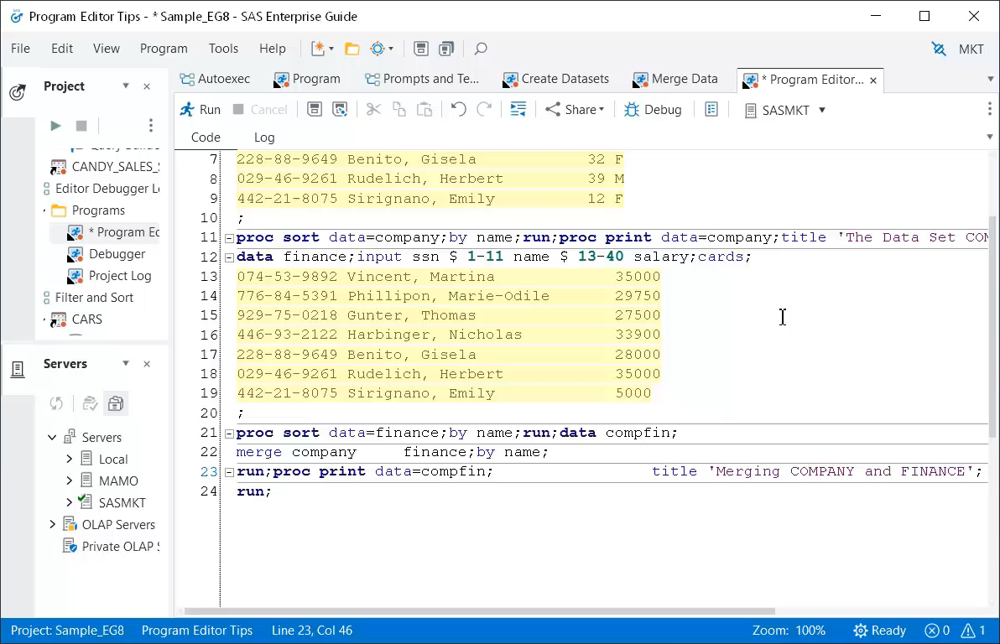 Program Editor Tips - * Sample_EG8 - SAS Enterprise Guide
File Edit View Program Tools Help MKT
Project
CANDY_SALES_S
Editor Debugger Lo
Programs
* Program Ed
Debugger
Project Log
Filter and Sort
CARS
Servers
Servers
Local
MAMO
SASMKT
OLAP Servers
Private OLAP S
Autoexec Program Prompts and Te... Create Datasets Merge Data * Program Editor...
Run Cancel Share Debug SASMKT
Code Log
7 228-88-9649 Benito, Gisela 32 F
8 029-46-9261 Rudelich, Herbert 39 M
9 442-21-8075 Sirignano, Emily 12 F
10 ;
11 proc sort data=company;by name;run;proc print data=company;title 'The Data Set COM
12 data finance;input ssn $ 1-11 name $ 13-40 salary;cards;
13 074-53-9892 Vincent, Martina 35000
14 776-84-5391 Phillipon, Marie-Odile 29750
15 929-75-0218 Gunter, Thomas 27500
16 446-93-2122 Harbinger, Nicholas 33900
17 228-88-9649 Benito, Gisela 28000
18 029-46-9261 Rudelich, Herbert 35000
19 442-21-8075 Sirignano, Emily 5000
20 ;
21 proc sort data=finance;by name;run;data compfin;
22 merge company finance;by name;
23 run;proc print data=compfin; title 'Merging COMPANY and FINANCE';
24 run;
Project: Sample_EG8 Program Editor Tips Line 23, Col 46 Zoom: 100% Ready 0 1